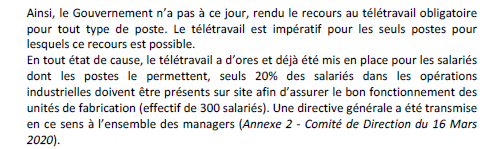 Ainsi, le Gouvernement n'a pas à ce jour, rendu le recours au télétravail obligatoire
pour tout type de poste. Le télétravail est impératif pour les seuls postes pour
lesquels ce recours est possible.
En tout état de cause, le télétravail a d'ores et déjà été mis en place pour les salariés
dont les postes le permettent, seuls 20% des salariés dans les opérations
industrielles doivent être présents sur site afin d'assurer le bon fonctionnement des
unités de fabrication (effectif de 300 salariés). Une directive générale a été transmise
en ce sens à l'ensemble des managers (Annexe 2 - Comité de Direction du 16 Mars
2020).